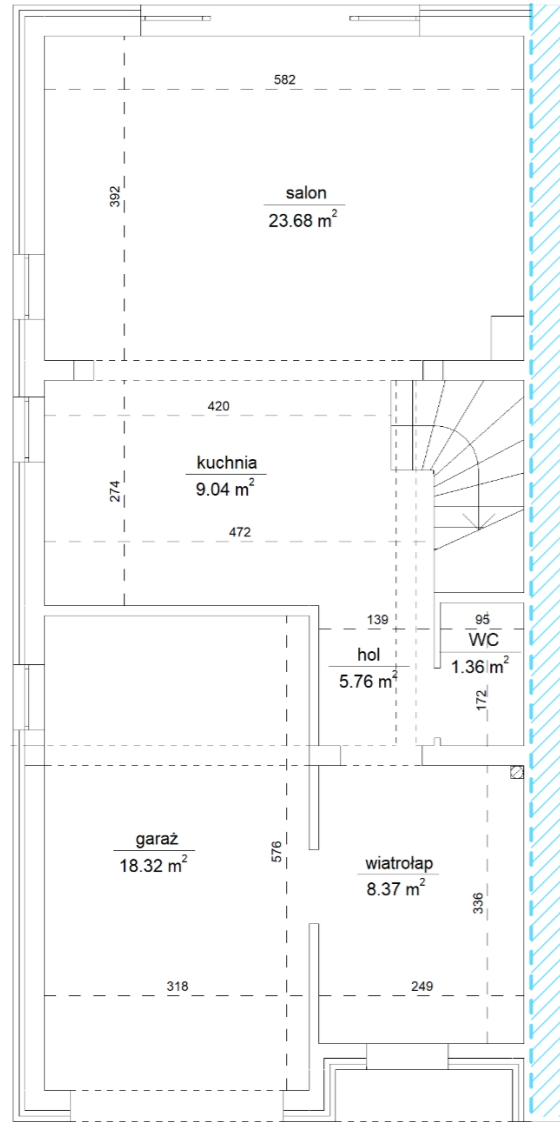 582
392
salon
23.68 m²
420
kuchnia
9.04 m²
274
472
139
95
WC
1.36 m²
hol
5.76 m²
172
garaż
18.32 m²
576
wiatrołap
8.37 m²
336
318
249